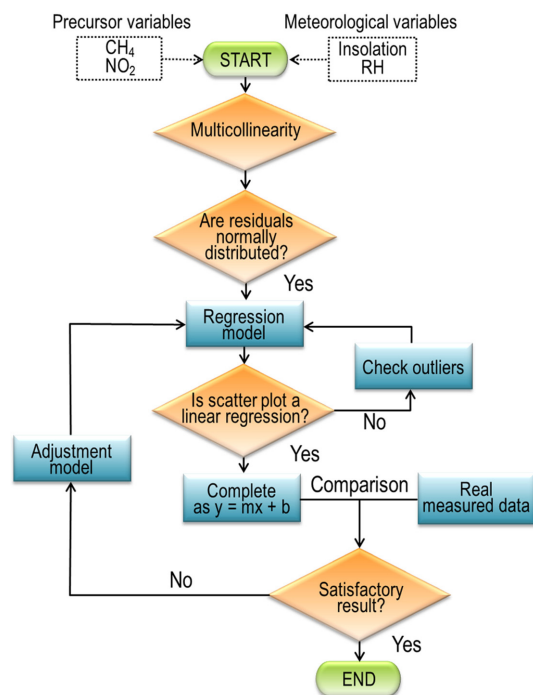 Precursor variables
Meteorological variables
CH₄
NO₂
START
Insolation
RH
Multicollinearity
Are residuals
normally
distributed?
Yes
Regression
model
Check outliers
Is scatter plot a
linear regression?
No
Yes
Adjustment
model
Complete
as y = mx + b
Comparison
Real
measured data
No
Satisfactory
result?
Yes
END